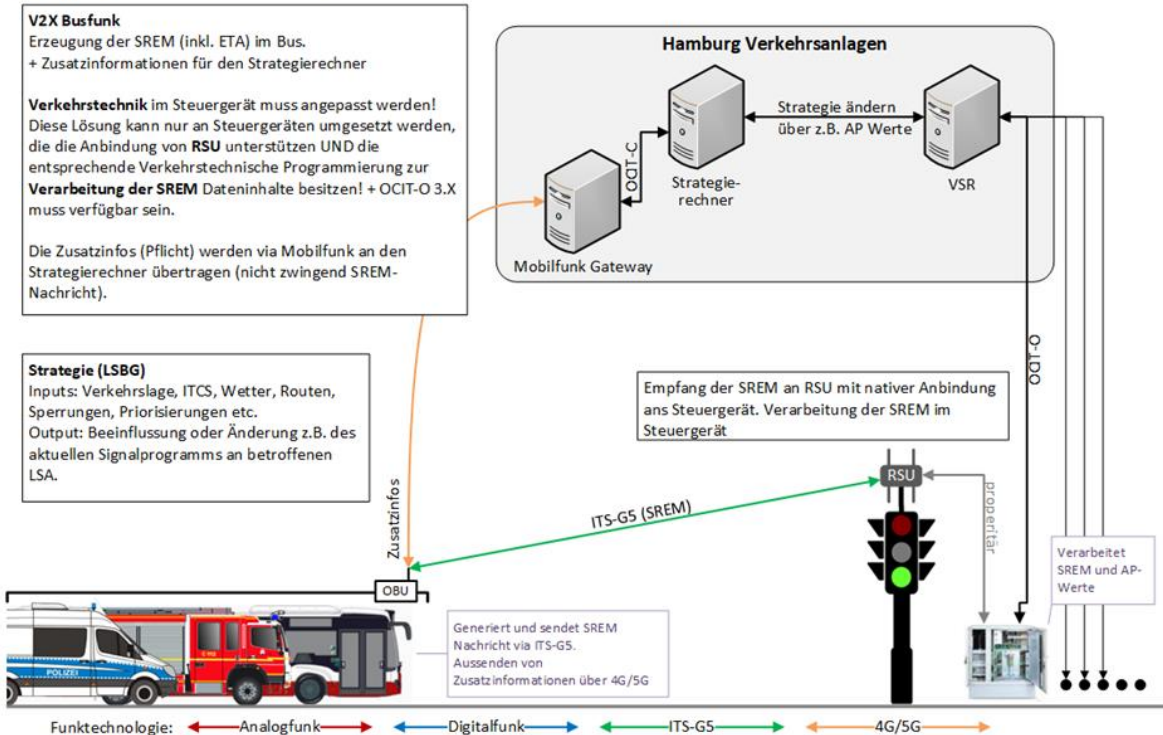 V2X Busfunk
Erzeugung der SREM (inkl. ETA) im Bus.
+ Zusatzinformationen für den Strategierechner
Verkehrstechnik im Steuergerät muss angepasst werden!
Diese Lösung kann nur an Steuergeräten umgesetzt werden,
die die Anbindung von RSU unterstützen UND die
entsprechende Verkehrstechnische Programmierung zur
Verarbeitung der SREM Dateninhalte besitzen! + OCIT-O 3.X
muss verfügbar sein.
Die Zusatzinfos (Pflicht) werden via Mobilfunk an den
Strategierechner übertragen (nicht zwingend SREM-
Nachricht).
Hamburg Verkehrsanlagen
Strategie ändern
über z.B. AP Werte
OCIT-C
Strategie-
rechner
VSR
Mobilfunk Gateway
Strategie (LSBG)
Inputs: Verkehrslage, ITCS, Wetter, Routen,
Sperrungen, Priorisierungen etc.
Output: Beeinflussung oder Änderung z.B. des
aktuellen Signalprogramms an betroffenen
LSA.
OCIT-O
Empfang der SREM an RSU mit nativer Anbindung
ans Steuergerät. Verarbeitung der SREM im
Steuergerät
RSU
properitär
ITS-G5 (SREM)
Zusatzinfos
OBU
Verarbeitet
SREM und AP-
Werte
Generiert und sendet SREM
Nachricht via ITS-G5.
Aussenden von
Zusatzinformationen über 4G/5G
POLIZEI
Funktechnologie:
Analogfunk
Digitalfunk
ITS-G5
4G/5G